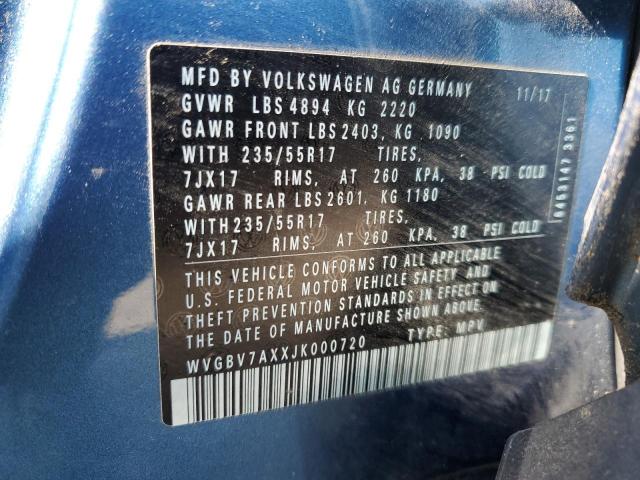 MFD BY VOLKSWAGEN AG GERMANY 11/17
GVWR LBS 4894 KG 2220
GAWR FRONT LBS 2403, KG 1090
WITH 235/55R17 TIRES,
7JX17 RIMS, AT 260 KPA, 38 PSI COLD
GAWR REAR LBS 2601, KG 1180
WITH235/55R17 TIRES,
7JX17 RIMS, AT 260 KPA, 38 PSI COLD
THIS VEHICLE CONFORMS TO ALL APPLICABLE
U.S. FEDERAL MOTOR VEHICLE SAFETY AND
THEFT PREVENTION STANDARDS IN EFFECT ON
THE DATE OF MANUFACTURE SHOWN ABOVE.
WVGBV7AXXJK000720 TYPE: MPV